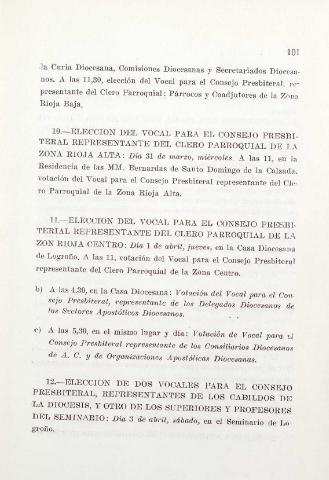 101
la Curia Diocesana, Comisiones Diocesanas y Secretariados Diocesa-
nos. A las 11,30, elección del Vocal para el Consejo Presbiteral, re-
presentante del Clero Parroquial: Párrocos y Coadjutores de la Zona
Rioja Baja.
10.—ELECCION DEL VOCAL PARA EL CONSEJO PRESBI-
TERAL REPRESENTANTE DEL CLERO PARROQUIAL DE LA
ZONA RIOJA ALTA: Día 31 de marzo, miércoles. A las 11, en la
Residencia de las MM. Bernardas de Santo Domingo de la Calzada,
votación del Vocal para el Consejo Presbiteral representante del Cle-
ro Parroquial de la Zona Rioja Alta.
11.—ELECCION DEL VOCAL PARA EL CONSEJO PRESBI-
TERIAL REPRESENTANTE DEL CLERO PARROQUIAL DE LA
ZON RIOJA CENTRO: Día 1 de abril, jueves, en la Casa Diocesana
de Logroño. A las 11, votación del Vocal para el Consejo Presbiteral
representante del Clero Parroquial de la Zona Centro.
b) A las 4,30, en la Casa Diocesana: Votación del Vocal para el Con-
sejo Presbiteral, representante de los Delegados Diocesanos de
los Sectores Apostólicos Diocesanos.
c) A las 5,30, en el mismo lugar y día: Votación de Vocal para el
Consejo Presbiteral representante de los Consiliarios Diocesanos
de A. C. y de Organizaciones Apostólicas Diocesanas.
12.—ELECCION DE DOS VOCALES PARA EL CONSEJO
PRESBITERAL, REPRESENTANTES DE LOS CABILDOS DE
LA DIOCESIS, Y OTRO DE LOS SUPERIORES Y PROFESORES
DEL SEMINARIO: Día 3 de abril, sábado, en el Seminario de Lo-
groño.